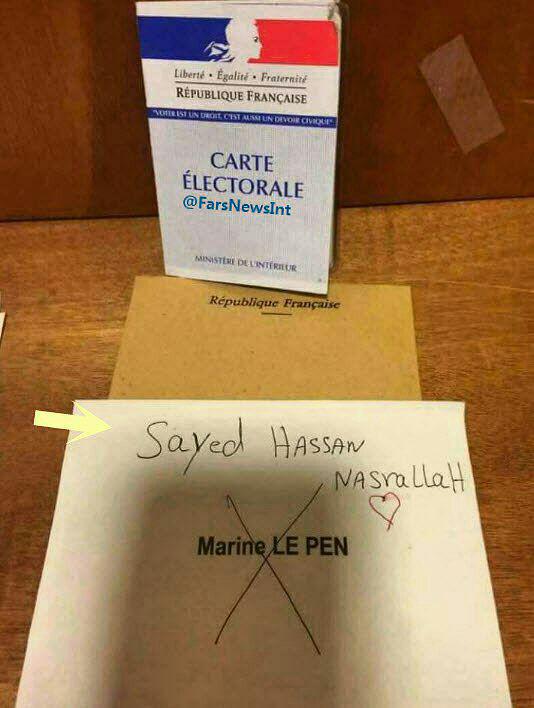 Liberté • Égalité • Fraternité
RÉPUBLIQUE FRANÇAISE
"VOTER EST UN DROIT, C'EST AUSSI UN DEVOIR CIVIQUE"
CARTE
ÉLECTORALE
@FarsNewsInt
MINISTÈRE DE L'INTÉRIEUR
République Française
Sayed HASSAN
NASrallaH
Marine LE PEN